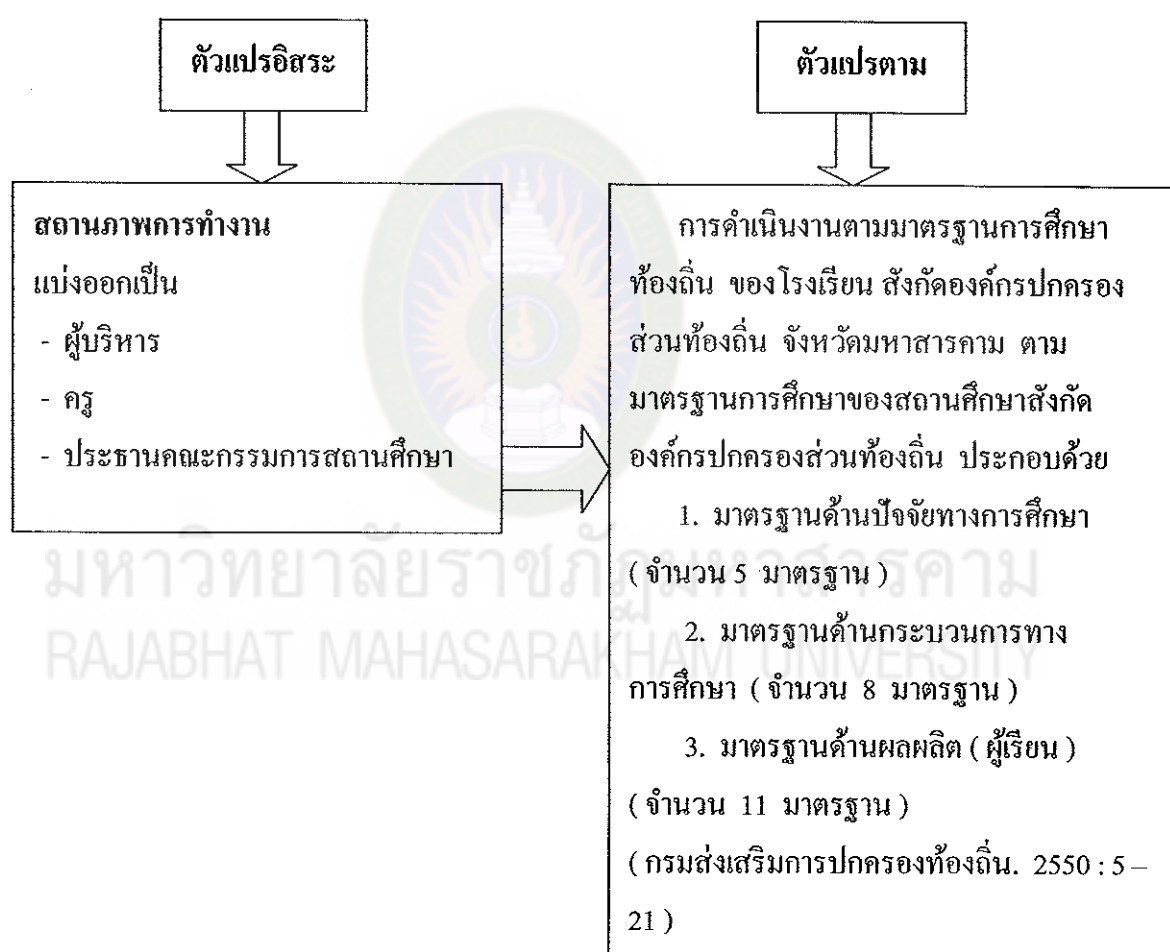 ตัวแปรอิสระ
สถานภาพการทำงาน
แบ่งออกเป็น
- ผู้บริหาร
- ครู
- ประธานคณะกรรมการสถานศึกษา
ตัวแปรตาม
การดำเนินงานตามมาตรฐานการศึกษา
ท้องถิ่น ของโรงเรียน สังกัดองค์กรปกครอง
ส่วนท้องถิ่น จังหวัดมหาสารคาม ตาม
มาตรฐานการศึกษาของสถานศึกษาสังกัด
องค์กรปกครองส่วนท้องถิ่น ประกอบด้วย
1. มาตรฐานด้านปัจจัยทางการศึกษา
( จำนวน 5 มาตรฐาน )
2. มาตรฐานด้านกระบวนการทาง
การศึกษา ( จำนวน 8 มาตรฐาน )
3. มาตรฐานด้านผลผลิต ( ผู้เรียน )
( จำนวน 11 มาตรฐาน )
( กรมส่งเสริมการปกครองท้องถิ่น. 2550 : 5 –
21 )
มหาวิทยาลัยราชภัฏมหาสารคาม
RAJABHAT MAHASARAKHAM UNIVERSITY